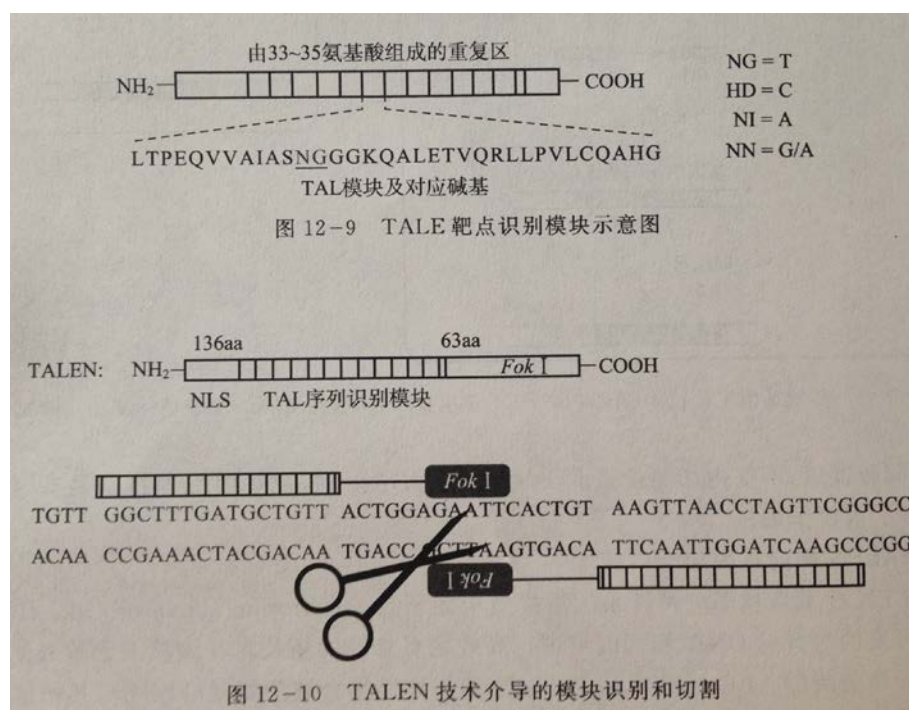 由33~35氨基酸组成的重复区
NH₂ COOH
NG = T
HD = C
NI = A
NN = G/A
LTPEQVVAIASNGGGKQALETVQRLLPVLCQAHG
TAL模块及对应碱基
图 12-9 TALE 靶点识别模块示意图
136aa 63aa
TALEN: NH₂ Fok Ⅰ COOH
NLS TAL序列识别模块
Fok Ⅰ
TGTT GGCTTTGATGCTGTT ACTGGAGAATTCACTGT AAGTTAACCTAGTTCGGGCC
ACAA CCGAAACTACGACAA TGACC CTTAAGTGACA TTCAATTGGATCAAGCCCGG
Fok Ⅰ
图 12-10 TALEN 技术介导的模块识别和切割